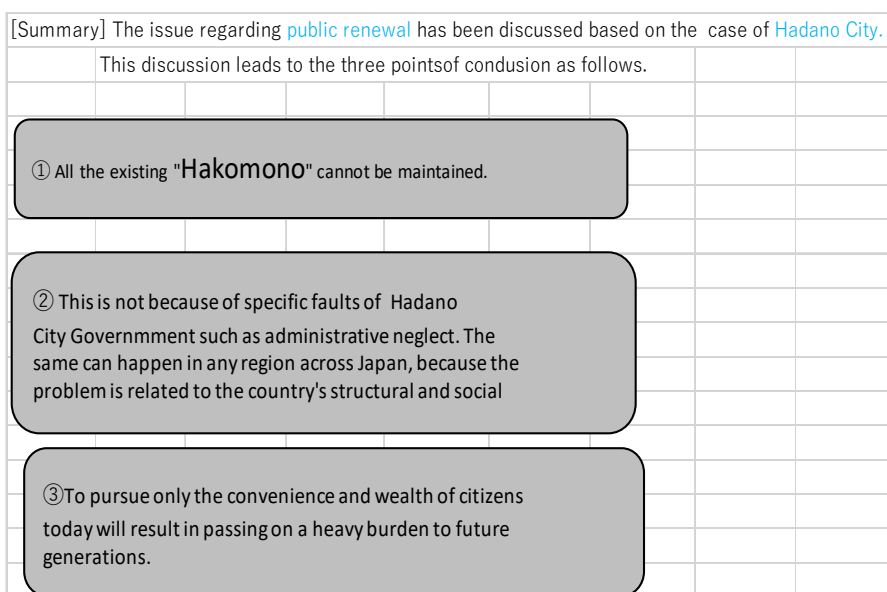 [Summary] The issue regarding public renewal has been discussed based on the case of Hadano City.
This discussion leads to the three pointsof condusion as follows.
① All the existing "Hakomono" cannot be maintained.
② This is not because of specific faults of Hadano
City Governmment such as administrative neglect. The
same can happen in any region across Japan, because the
problem is related to the country's structural and social
③To pursue only the convenience and wealth of citizens
today will result in passing on a heavy burden to future
generations.